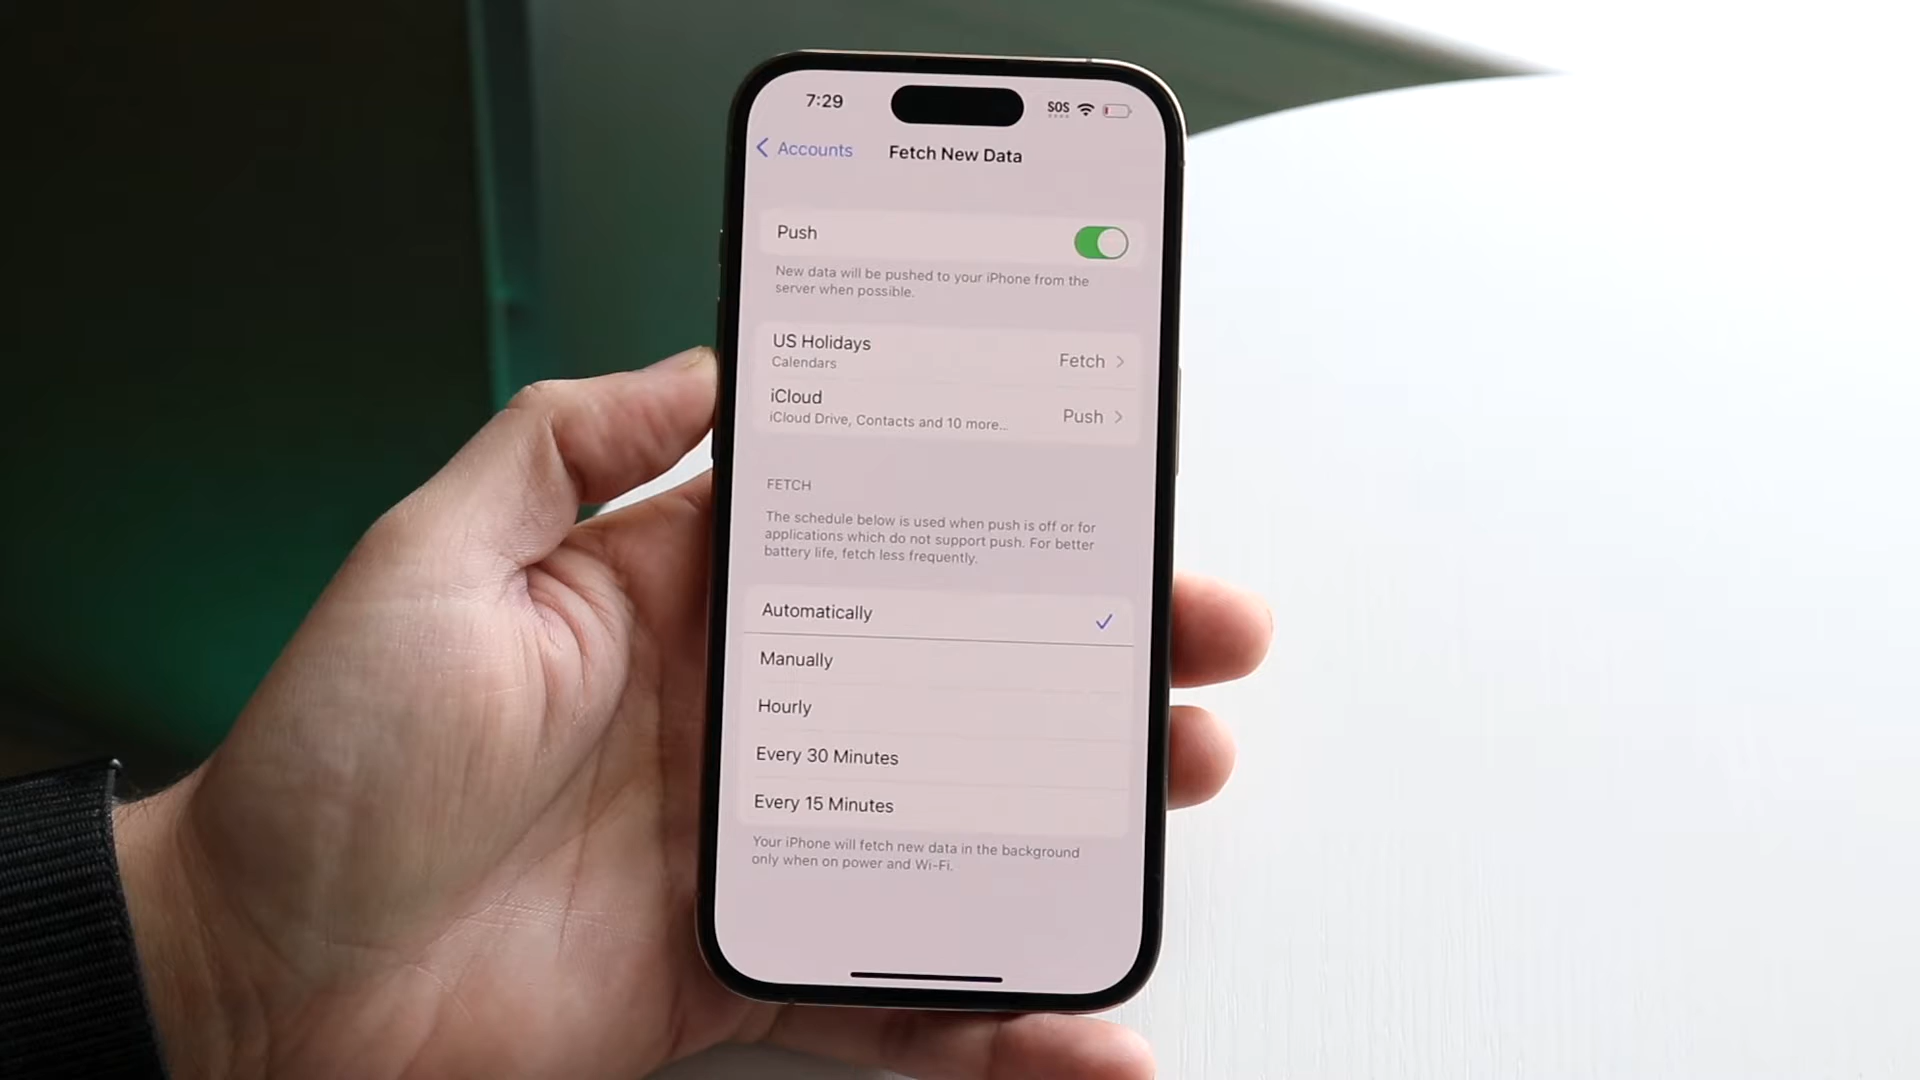 7:29
SOS
Accounts
Fetch New Data
Push
New data will be pushed to your iPhone from the
server when possible.
US Holidays
Calendars
Fetch
iCloud
iCloud Drive, Contacts and 10 more...
Push
FETCH
The schedule below is used when push is off or for
applications which do not support push. For better
battery life, fetch less frequently.
Automatically
Manually
Hourly
Every 30 Minutes
Every 15 Minutes
Your iPhone will fetch new data in the background
only when on power and Wi-Fi.